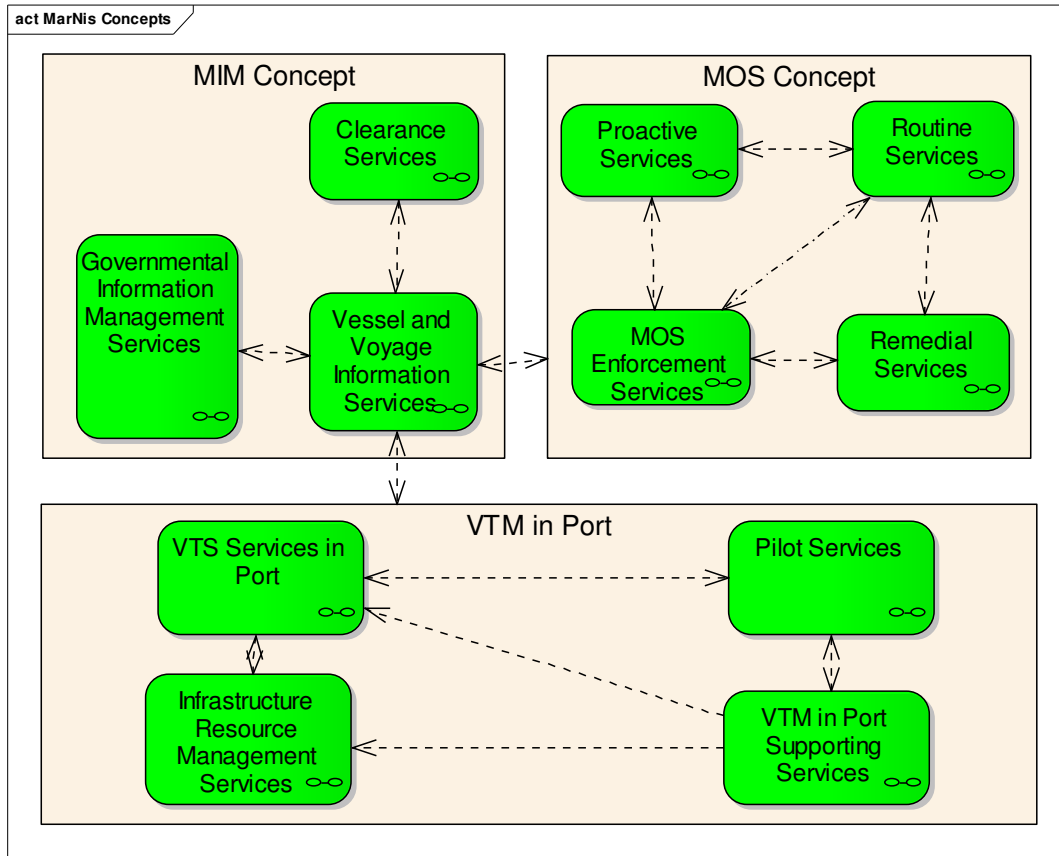 act MarNis Concepts
MIM Concept
Clearance
Services
Governmental
Information
Management
Services
Vessel and
Voyage
Information
Services
MOS Concept
Proactive
Services
Routine
Services
MOS
Enforcement
Services
Remedial
Services
VTM in Port
VTS Services in
Port
Pilot Services
Infrastructure
Resource
Management
Services
VTM in Port
Supporting
Services